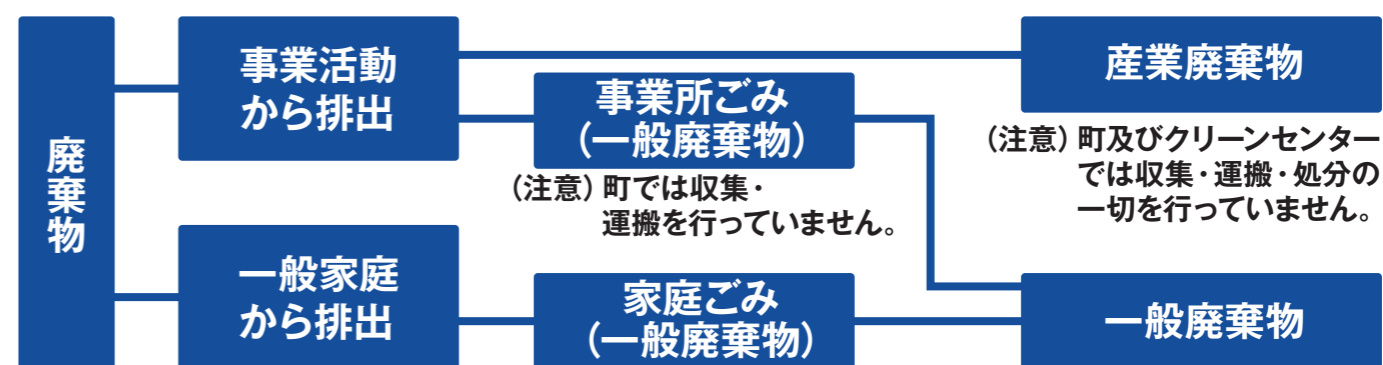 廃棄物
事業活動
から排出
事業所ごみ
（一般廃棄物）
（注意）町では収集・
運搬を行っていません。
産業廃棄物
（注意）町及びクリーンセンター
では収集・運搬・処分の
一切を行っていません。
一般家庭
から排出
家庭ごみ
（一般廃棄物）
一般廃棄物